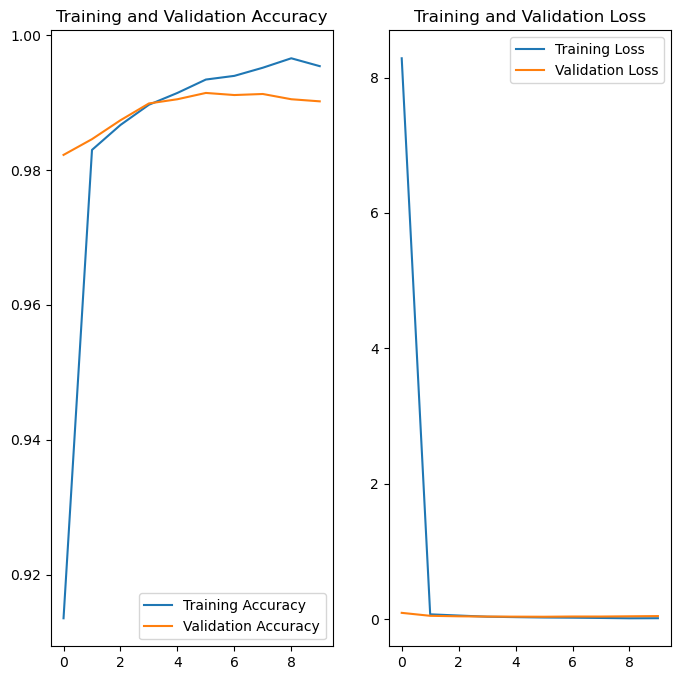 Training and Validation Accuracy
1.00
0.98
0.96
0.94
0.92
Training Accuracy
Validation Accuracy
0 2 4 6 8
Training and Validation Loss
Training Loss
Validation Loss
8
6
4
2
0
0 2 4 6 8